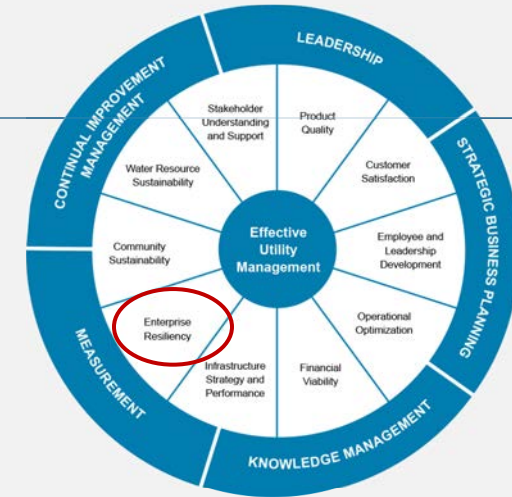 LEADERSHIP
STRATEGIC BUSINESS PLANNING
KNOWLEDGE MANAGEMENT
MEASUREMENT
CONTINUAL IMPROVEMENT
MANAGEMENT
Product
Quality
Customer
Satisfaction
Employee and
Leadership
Development
Operational
Optimization
Financial
Viability
Infrastructure
Strategy and
Performance
Enterprise
Resiliency
Community
Sustainability
Water Resource
Sustainability
Stakeholder
Understanding
and Support
Effective
Utility
Management